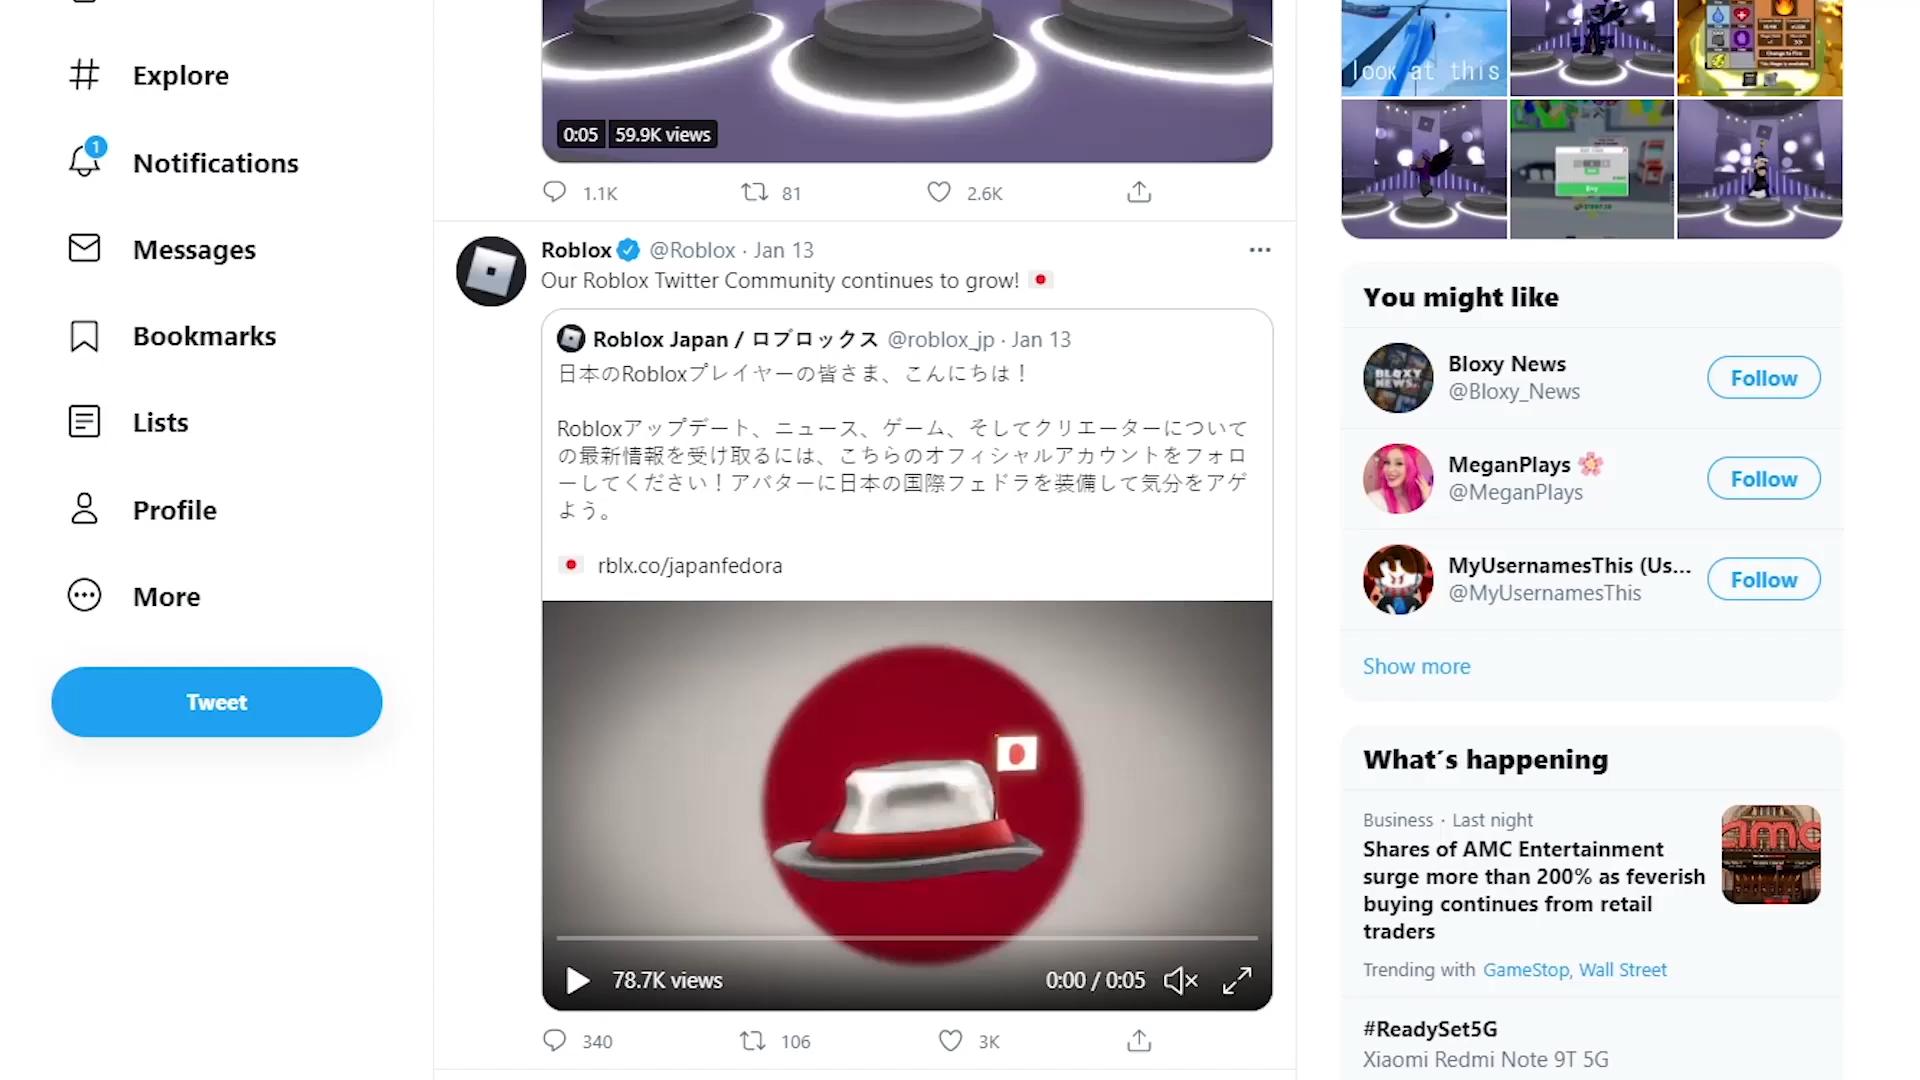 Explore
1
Notifications
Messages
Bookmarks
Lists
Profile
More
Tweet
0:05 59.9K views
1.1K 81 2.6K
Roblox @Roblox · Jan 13
Our Roblox Twitter Community continues to grow!
Roblox Japan / ロブロックス @roblox_jp · Jan 13
日本のRobloxプレイヤーの皆さま、こんにちは！
Robloxアップデート、ニュース、ゲーム、そしてクリエーターについて
の最新情報を受け取るには、こちらのオフィシャルアカウントをフォロ
ーしてください！アバターに日本の国際フェドラを装備して気分をアゲ
よう。
rblx.co/japanfedora
78.7K views 0:00 / 0:05
340 106 3K
look at this
Buy
You might like
BLOXY NEWS
Bloxy News
@Bloxy_News
Follow
MeganPlays
@MeganPlays
Follow
MyUsernamesThis (Us...
@MyUsernamesThis
Follow
Show more
What's happening
Business · Last night
Shares of AMC Entertainment
surge more than 200% as feverish
buying continues from retail
traders
amc
Trending with GameStop, Wall Street
#ReadySet5G
Xiaomi Redmi Note 9T 5G